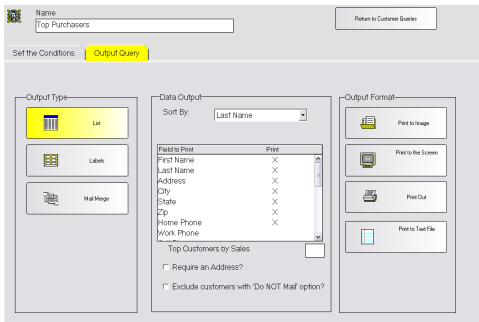 Name
Top Purchasers
Return to Customer Queries
Set the Conditions
Output Query
Output Type
List
Labels
Mail Merge
Data Output
Sort By:
Last Name
Field to Print Print
First Name X
Last Name X
Address X
City X
State X
Zip X
Home Phone X
Work Phone
Top Customers by Sales
Require an Address?
Exclude customers with 'Do NOT Mail' option?
Output Format
Print to Image
Print to the Screen
Print Out
Print to Text File